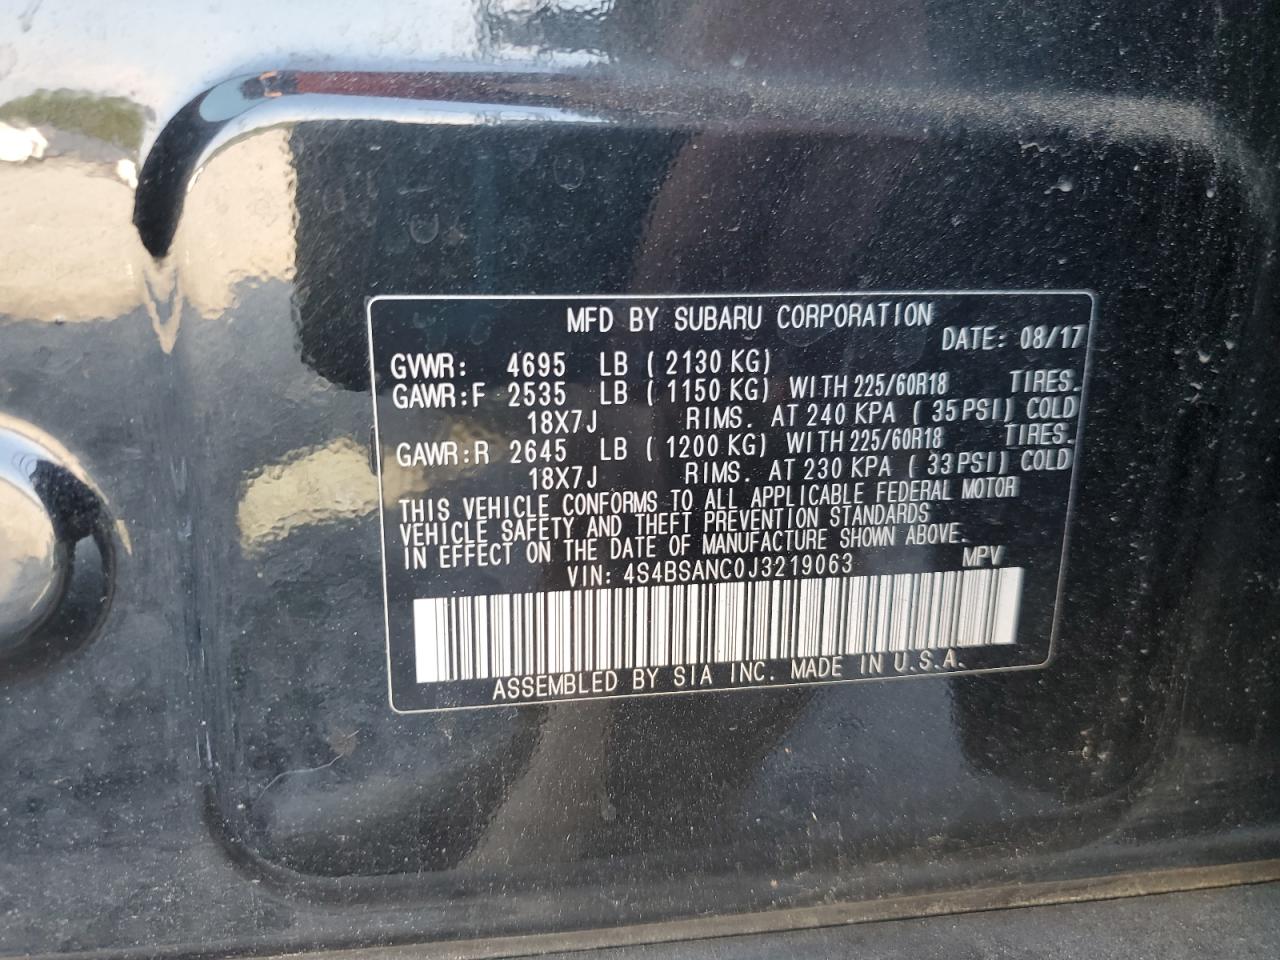 MFD BY SUBARU CORPORATION
DATE: 08/17
GVWR: 4695 LB ( 2130 KG)
GAWR:F 2535 LB ( 1150 KG) WITH 225/60R18 TIRES.
18X7J RIMS. AT 240 KPA ( 35 PSI) COLD
GAWR:R 2645 LB ( 1200 KG) WITH 225/60R18 TIRES.
18X7J RIMS. AT 230 KPA ( 33 PSI) COLD
THIS VEHICLE CONFORMS TO ALL APPLICABLE FEDERAL MOTOR
VEHICLE SAFETY AND THEFT PREVENTION STANDARDS
IN EFFECT ON THE DATE OF MANUFACTURE SHOWN ABOVE.
VIN: 4S4BSANC0J3219063 MPV
ASSEMBLED BY SIA INC. MADE IN U.S.A.